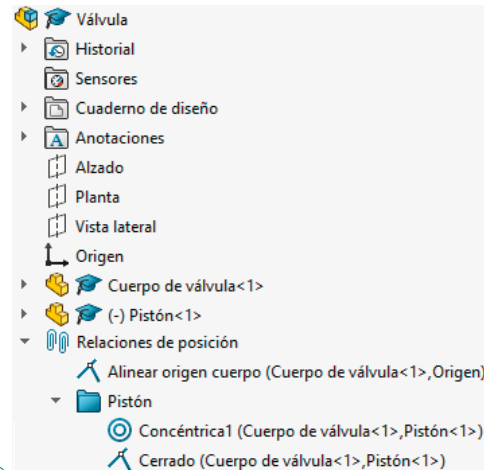 Válvula
Historial
Sensores
Cuaderno de diseño
Anotaciones
Alzado
Planta
Vista lateral
Origen
Cuerpo de válvula<1>
(-) Pistón<1>
Relaciones de posición
Alinear origen cuerpo (Cuerpo de válvula<1>,Origen)
Pistón
Concéntrica1 (Cuerpo de válvula<1>,Pistón<1>)
Cerrado (Cuerpo de válvula<1>,Pistón<1>)